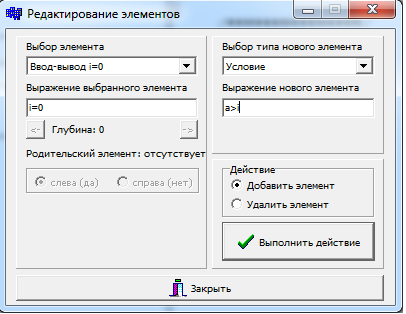 Редактирование элементов
Выбор элемента
Ввод-вывод i=0
Выражение выбранного элемента
i=0
<- Глубина: 0 ->
Родительский элемент: отсутствует
слева (да) справа (нет)
Выбор типа нового элемента
Условие
Выражение нового элемента
a>i
Действие
Добавить элемент
Удалить элемент
Выполнить действие
Закрыть